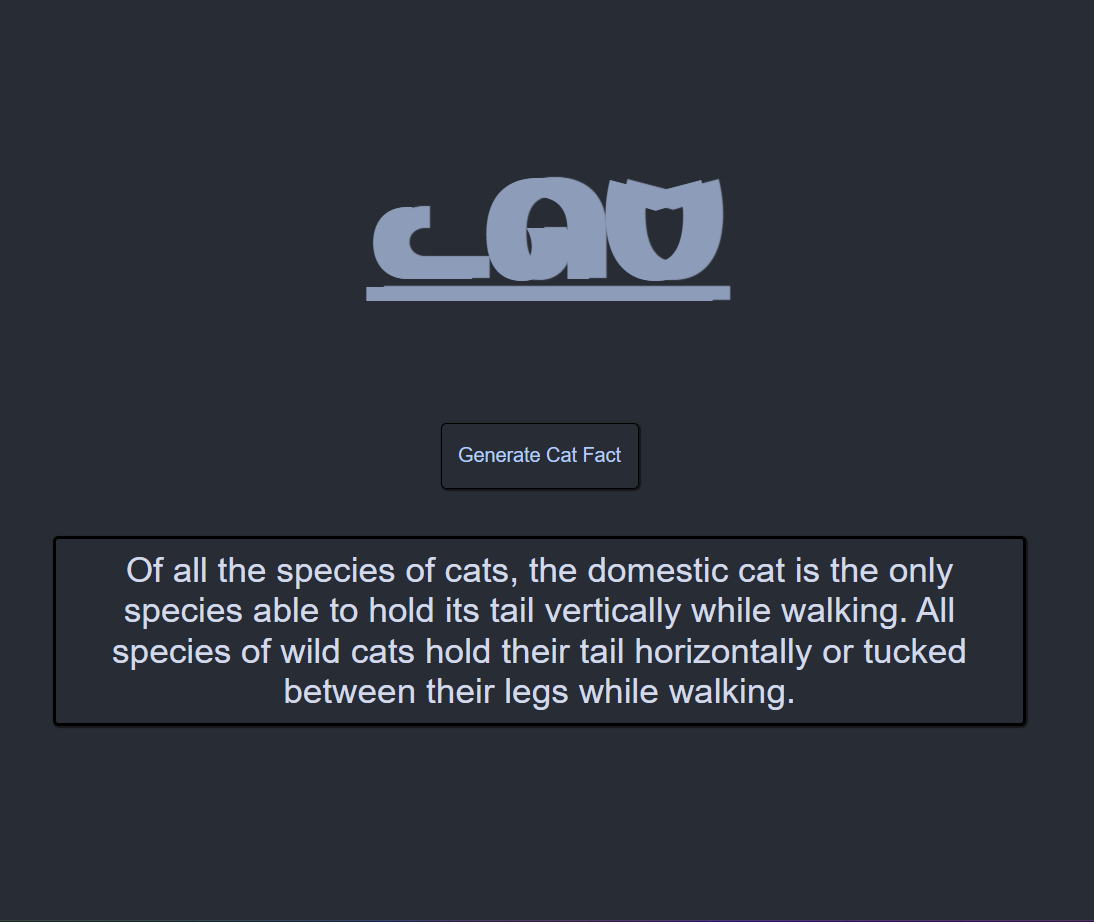 Generate Cat Fact
Of all the species of cats, the domestic cat is the only
species able to hold its tail vertically while walking. All
species of wild cats hold their tail horizontally or tucked
between their legs while walking.